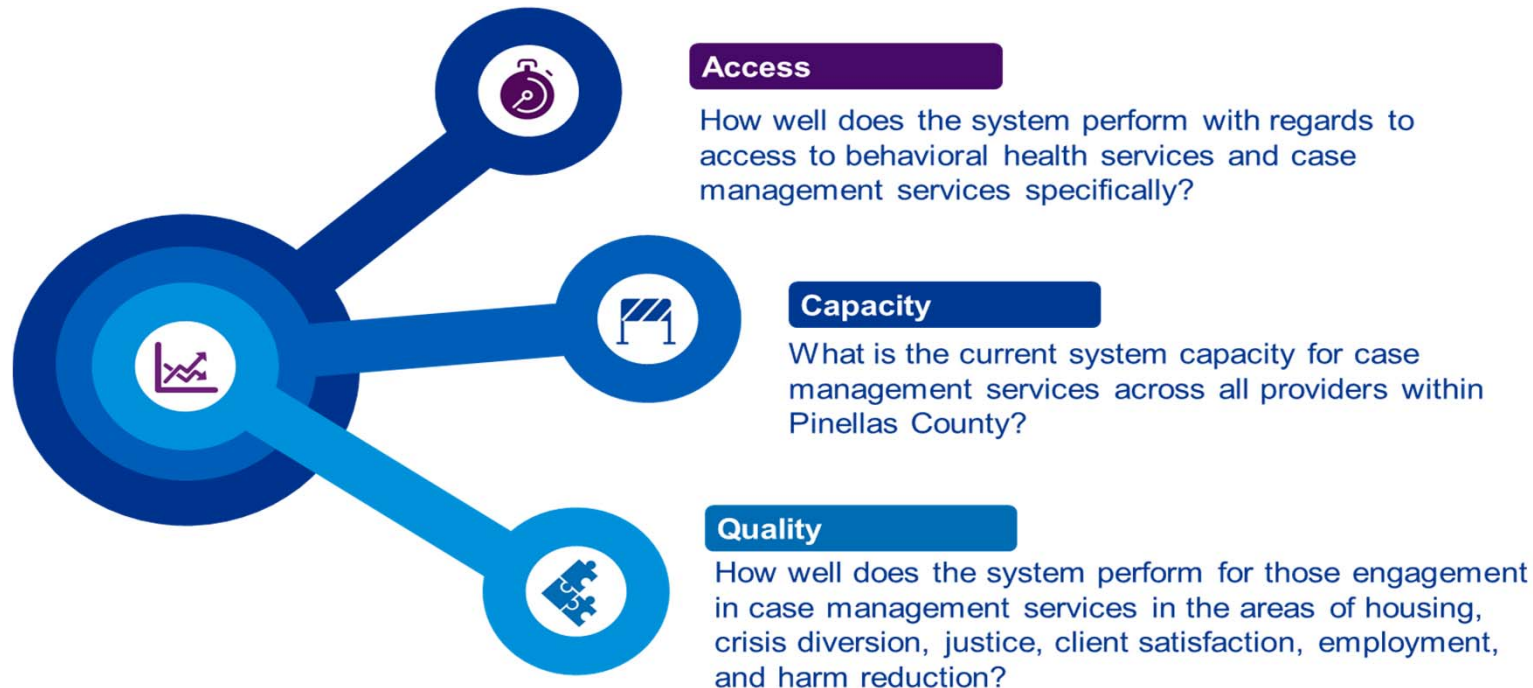 Access
How well does the system perform with regards to
access to behavioral health services and case
management services specifically?
Capacity
What is the current system capacity for case
management services across all providers within
Pinellas County?
Quality
How well does the system perform for those engagement
in case management services in the areas of housing,
crisis diversion, justice, client satisfaction, employment,
and harm reduction?